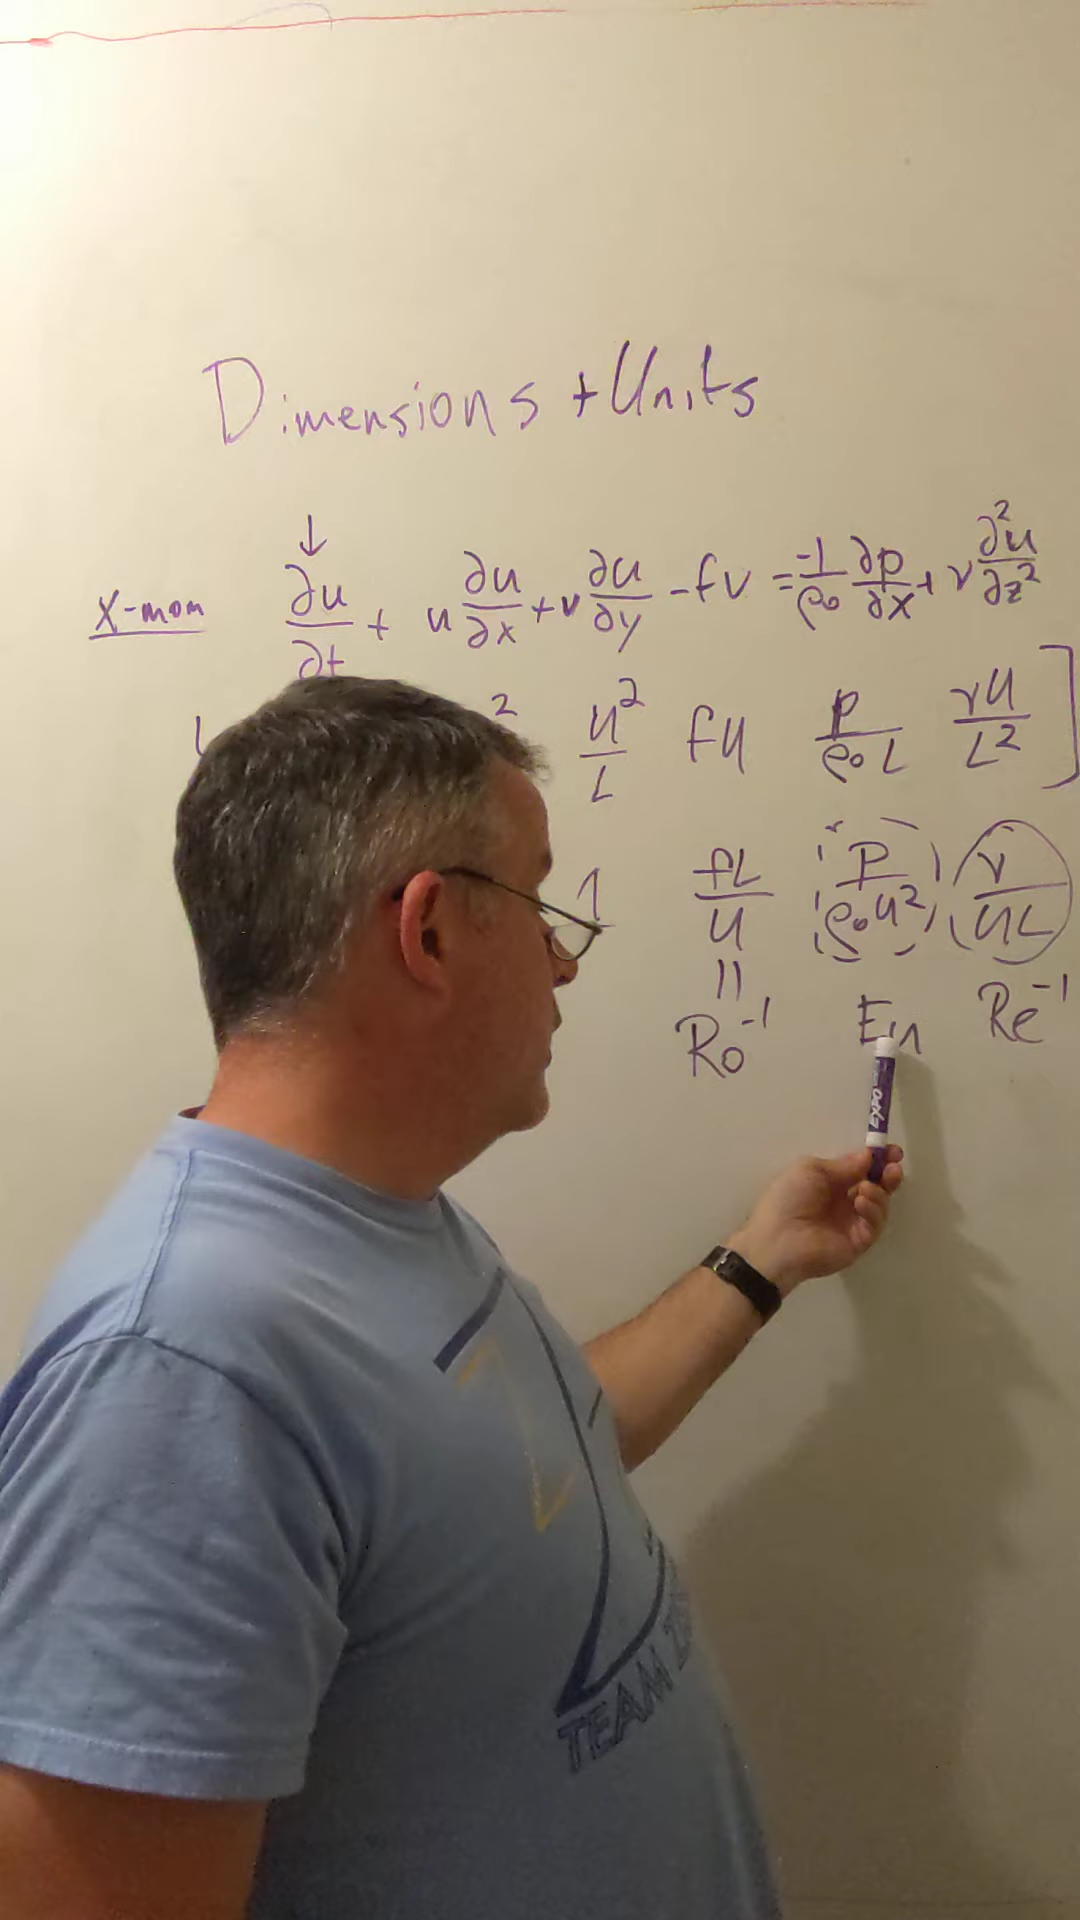 Dimensions + Units
↓
x-mom ∂u/∂t + u ∂u/∂x + v ∂u/∂y - fv = -1/ρ₀ ∂p/∂x + ν ∂²u/∂z²
2 U²/L fU P/ρ₀L νU/L² ]
1 fL/U P/ρ₀U² ν/UL
||
Ro⁻¹ Eu Re⁻¹
EXPO
TEAM